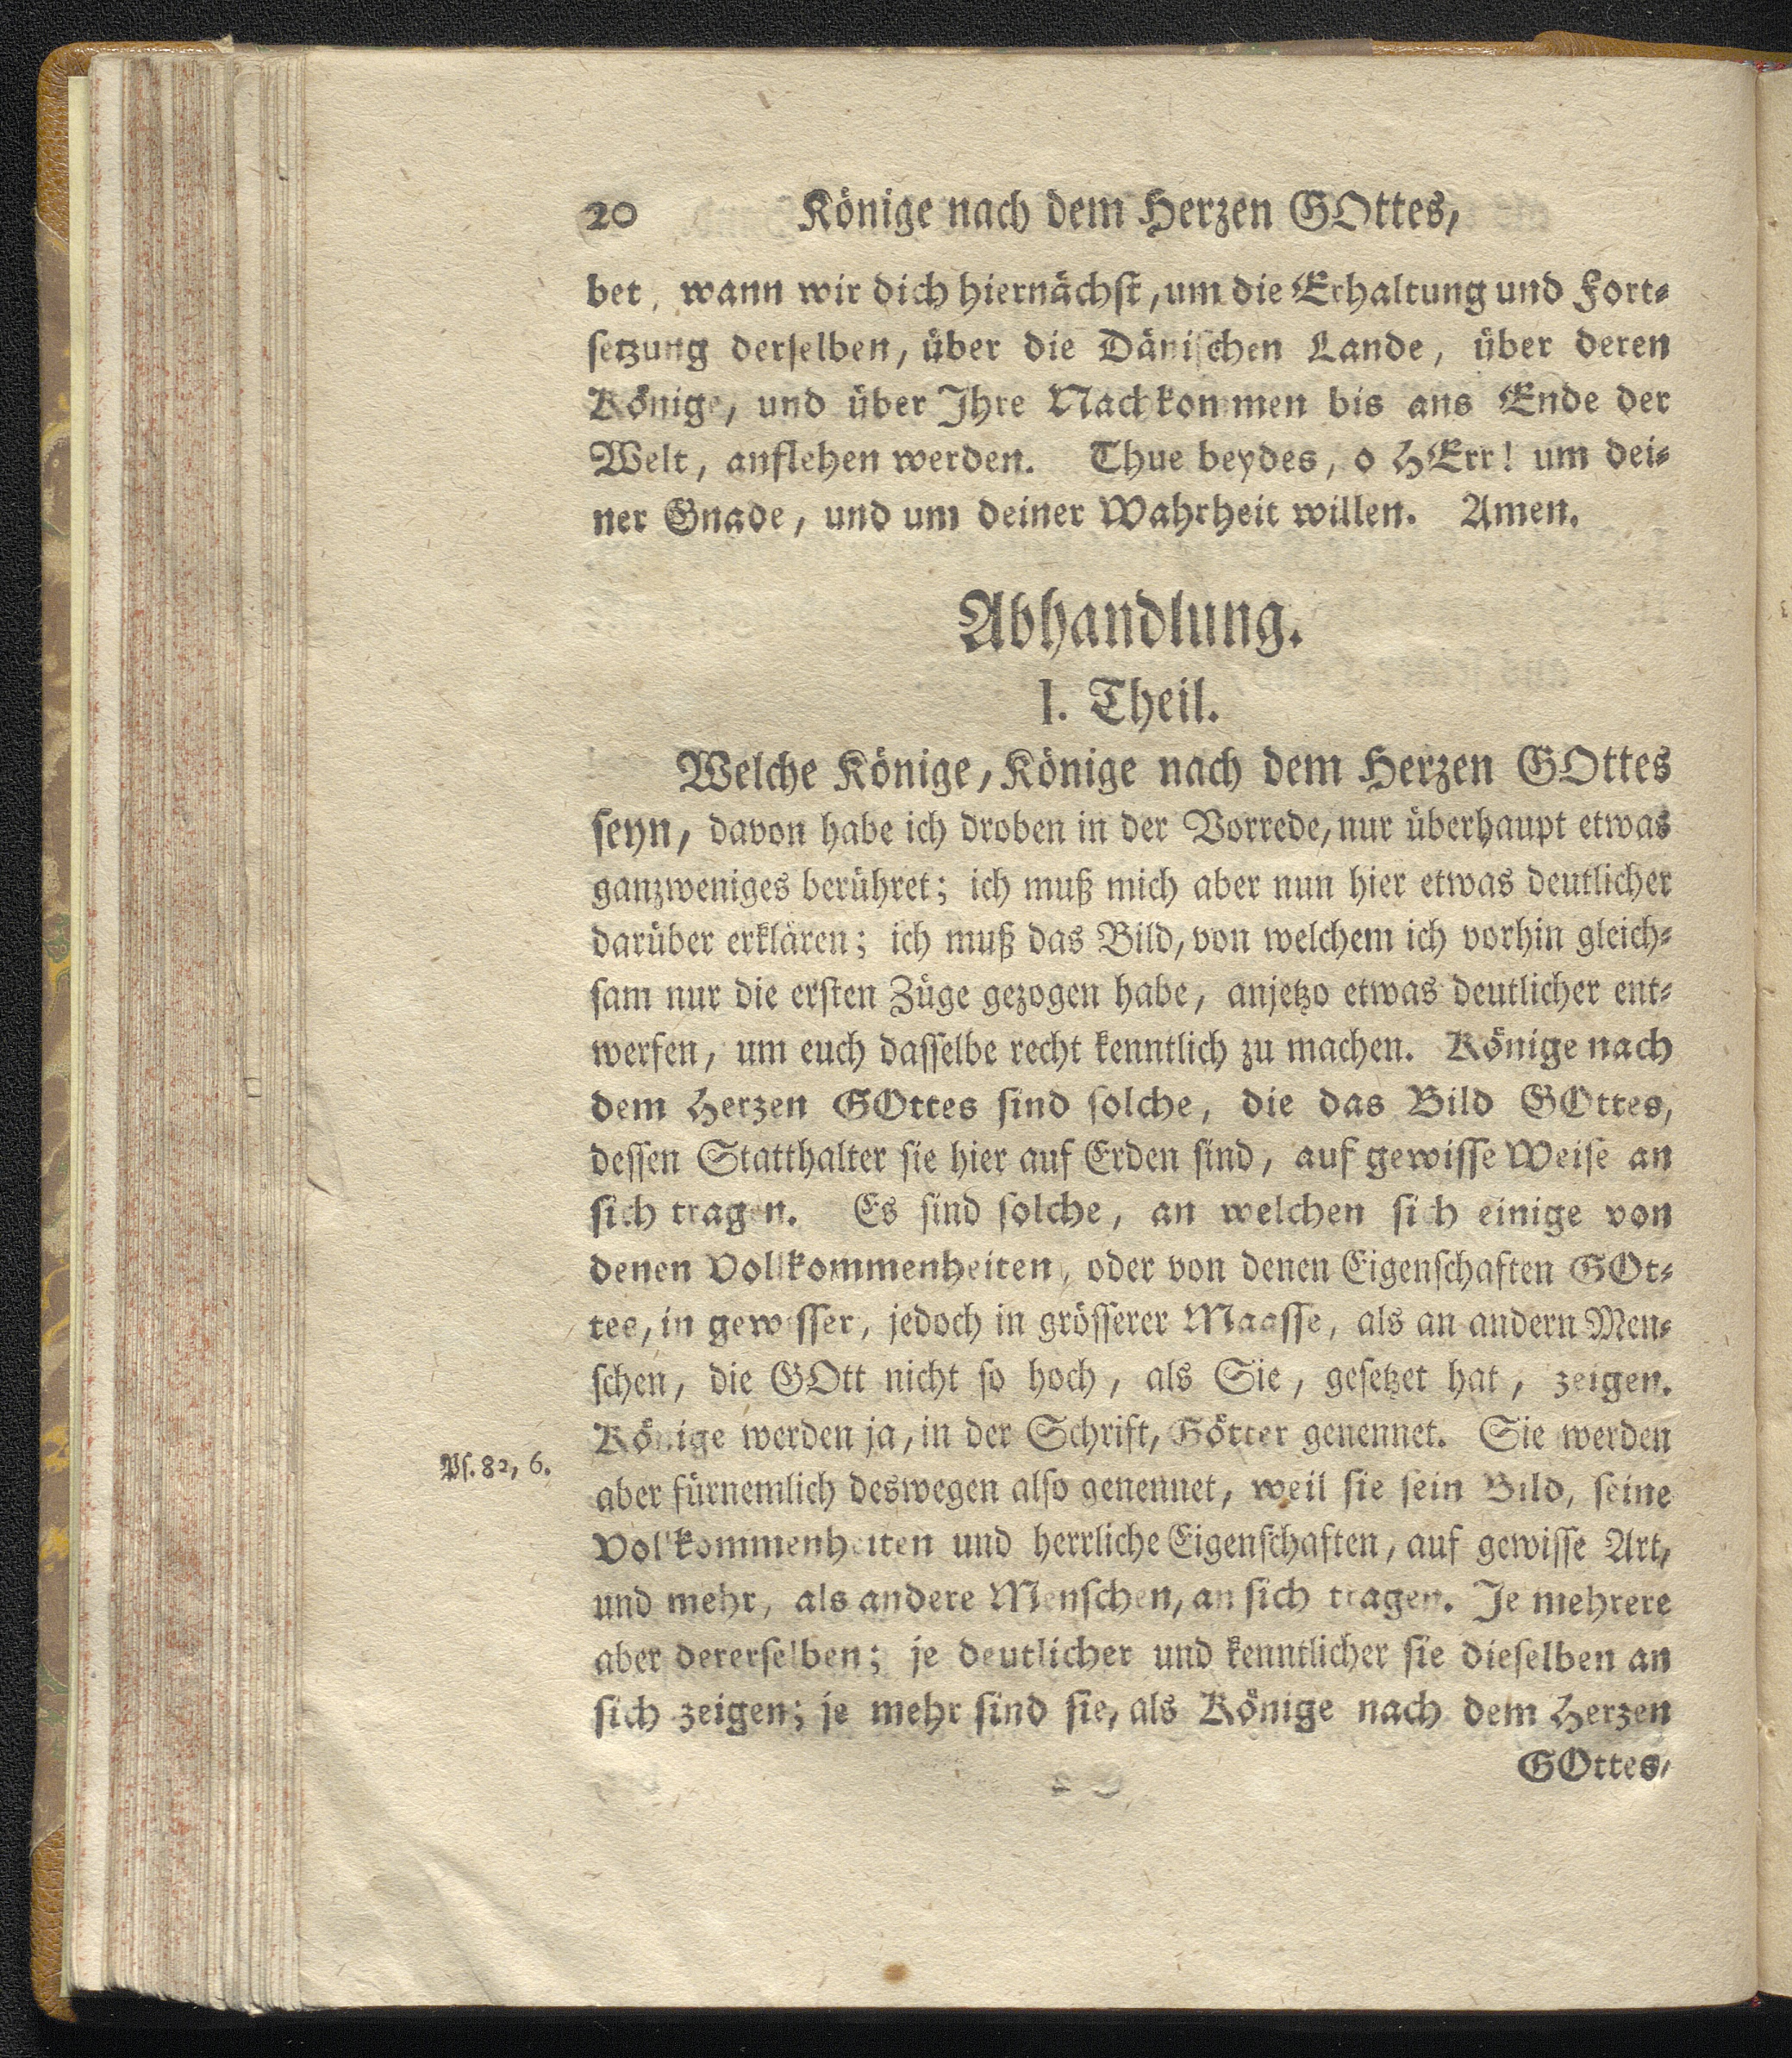 20 Könige nach dem Herzen GOttes,
bet, wann wir dich hiernächst, um die Erhaltung und Fort-
setzung derselben, über die Dänischen Lande, über deren
Könige, und über Ihre Nachkommen bis ans Ende der
Welt, anflehen werden. Thue beydes, o HErr! um dei-
ner Gnade, und um deiner Wahrheit willen. Amen.
Abhandlung.
I. Theil.
Welche Könige, Könige nach dem Herzen GOttes
seyn, davon habe ich droben in der Vorrede, nur überhaupt etwas
ganzweniges berühret; ich muß mich aber nun hier etwas deutlicher
darüber erklären; ich muß das Bild, von welchem ich vorhin gleich-
sam nur die ersten Züge gezogen habe, anjetzo etwas deutlicher ent-
werfen, um euch dasselbe recht kenntlich zu machen. Könige nach
dem Herzen GOttes sind solche, die das Bild GOttes,
dessen Statthalter sie hier auf Erden sind, auf gewisse Weise an
sich tragen. Es sind solche, an welchen sich einige von
denen Vollkommenheiten, oder von denen Eigenschaften GOt-
tes, in gewisser, jedoch in grösserer Maasse, als an andern Men-
schen, die GOtt nicht so hoch, als Sie, gesetzet hat, zeigen.
Könige werden ja, in der Schrift, Götter genennet. Sie werden
Ps. 82, 6.
aber fürnemlich deswegen also genennet, weil sie sein Bild, seine
Vollkommenheiten und herrliche Eigenschaften, auf gewisse Art,
und mehr, als andere Menschen, an sich tragen. Je mehrere
aber dererselben; je deutlicher und kenntlicher sie dieselben an
sich zeigen; je mehr sind sie, als Könige nach dem Herzen
GOttes,